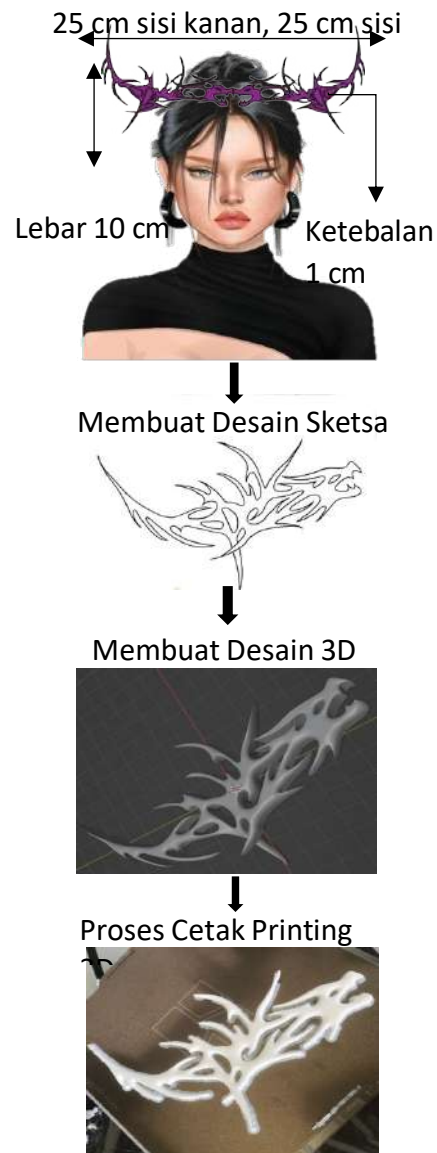 25 cm sisi kanan, 25 cm sisi
Lebar 10 cm
Ketebalan
1 cm
Membuat Desain Sketsa
Membuat Desain 3D
Proses Cetak Printing